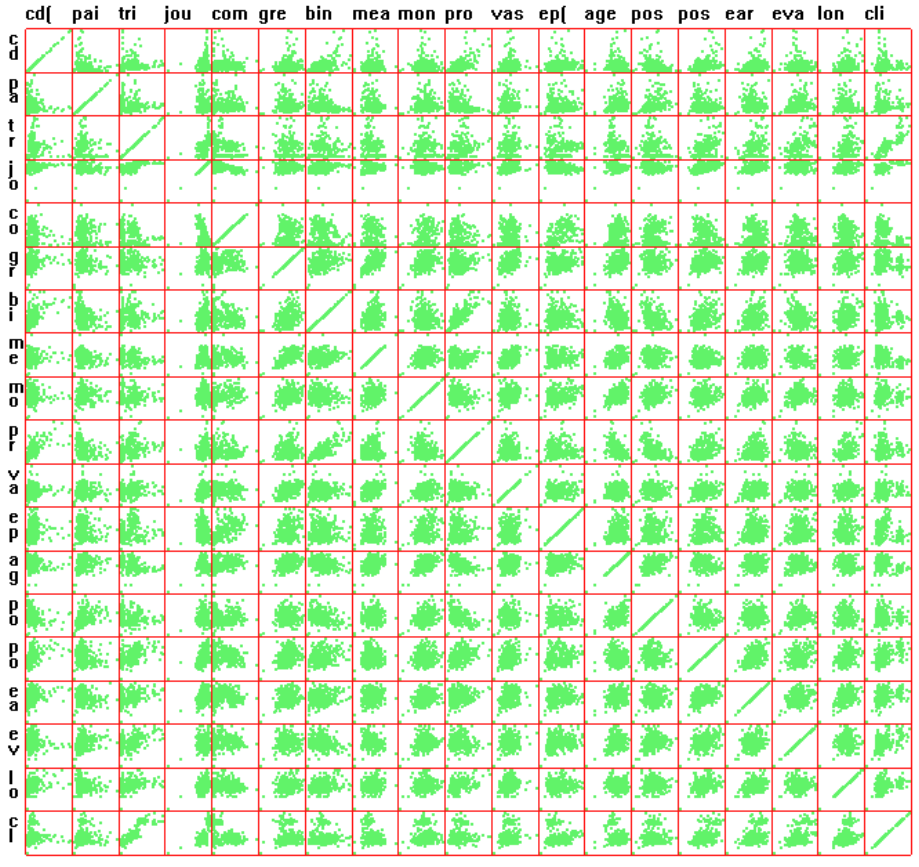 cd[ pai tri jou com gre bin mea mon pro vas ep[ age pos pos ear eva lon cli
cd
pa
tr
jo
co
gr
bi
me
mo
pr
va
ep
ag
po
po
ea
ev
lo
cl